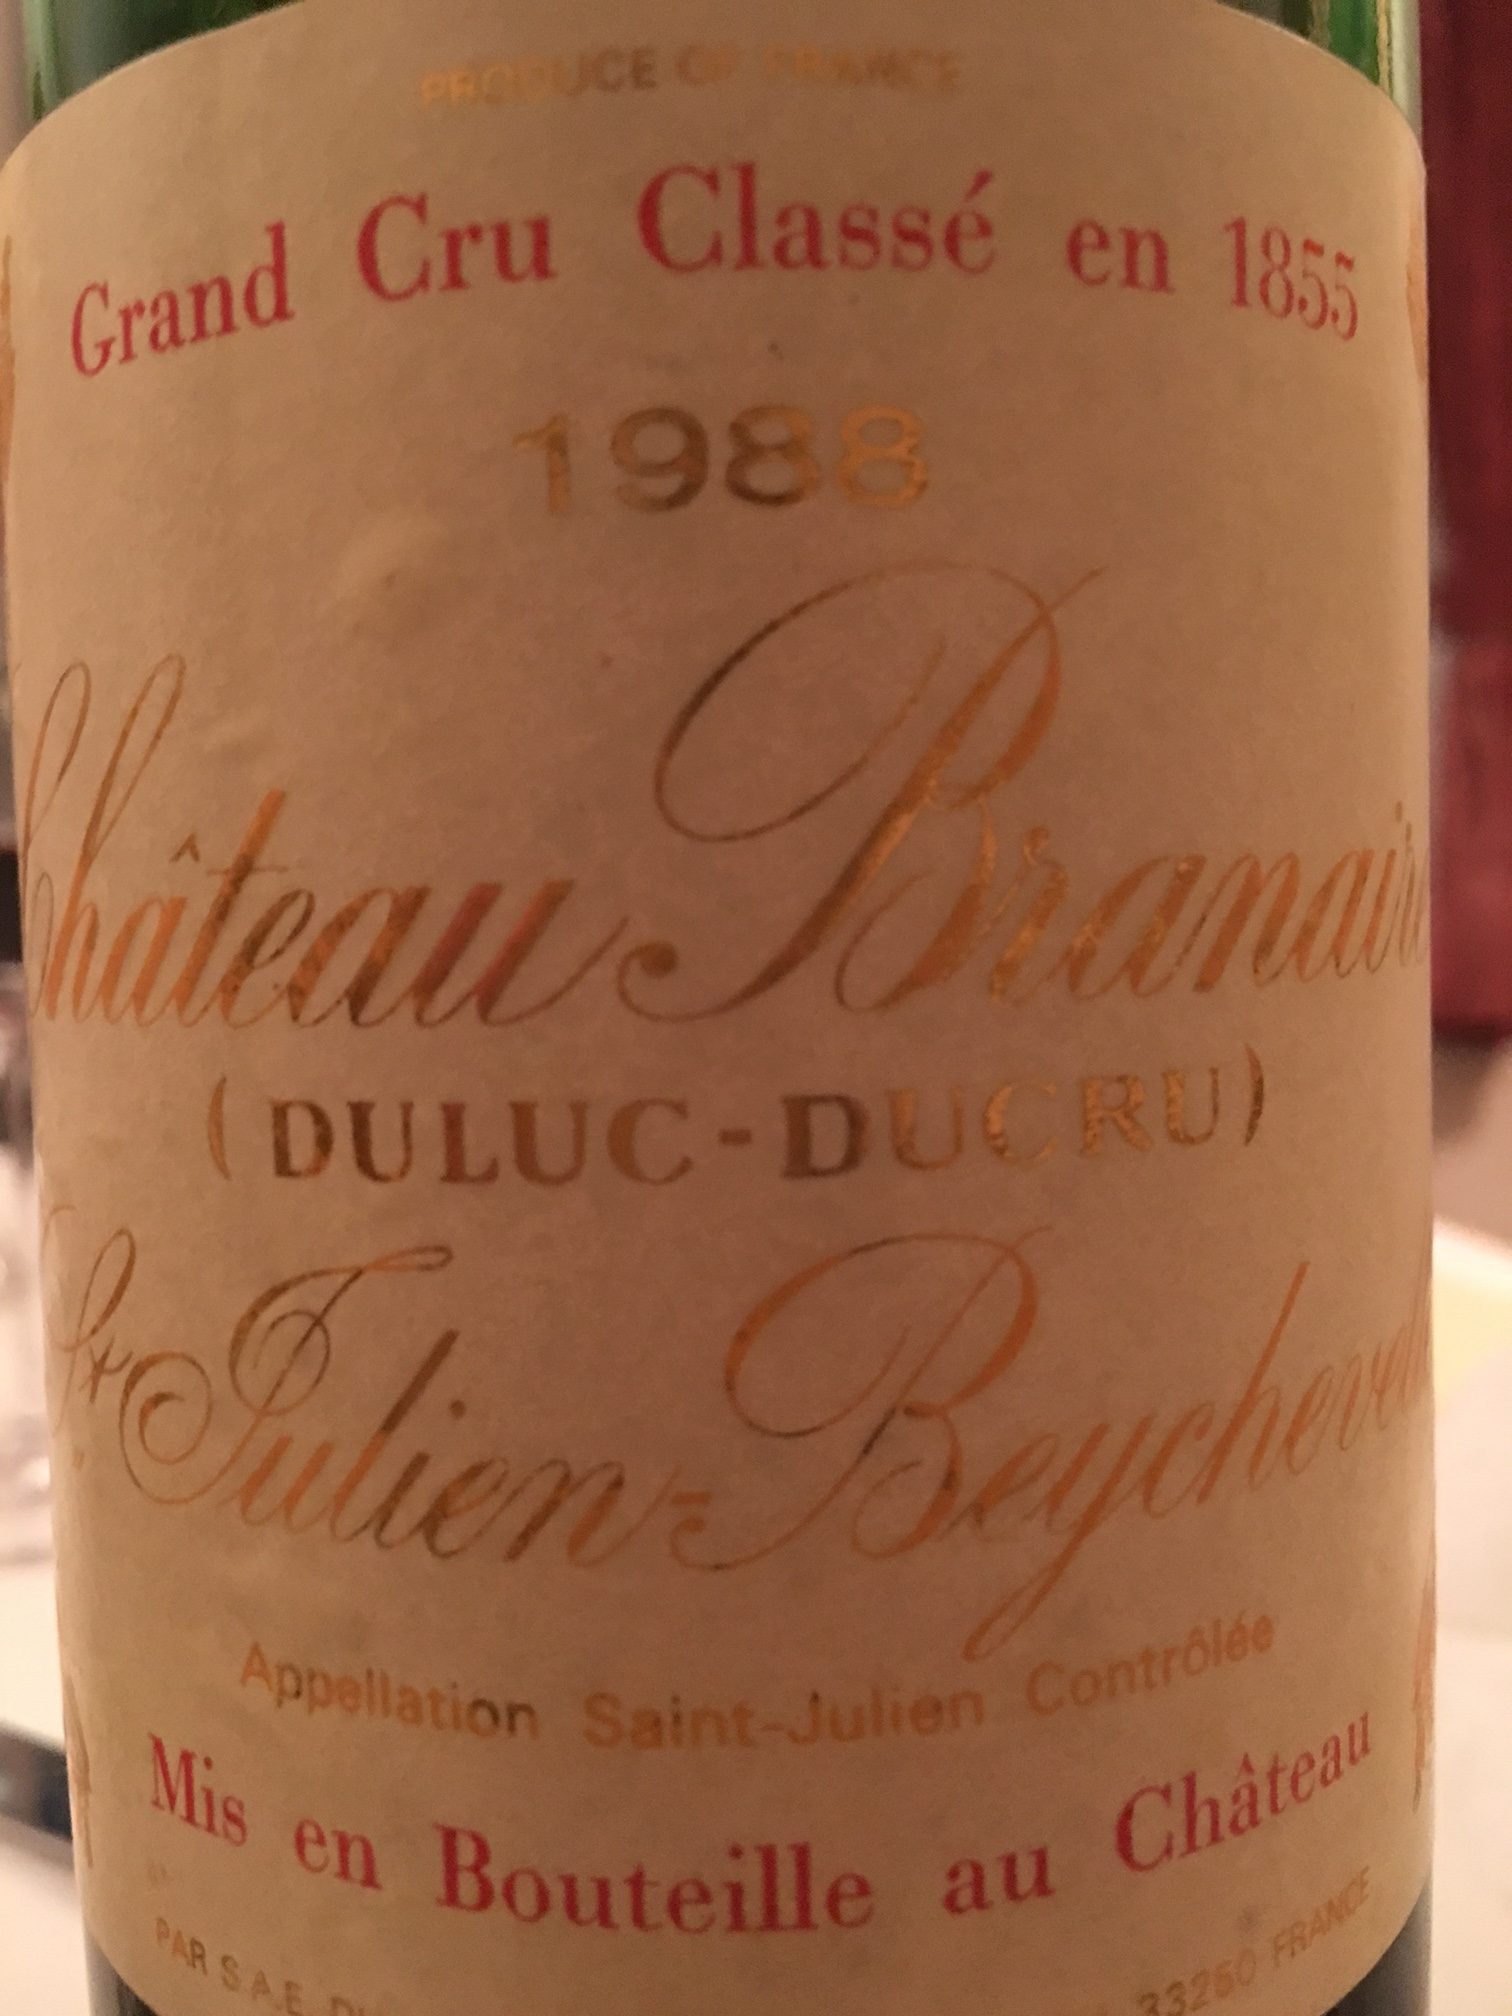 PRODUCE OF FRANCE
Grand Cru Classé en 1855
1988
Château Branaire
(DULUC-DUCRU)
St Julien-Beychevelle
Appellation Saint-Julien Contrôlée
Mis en Bouteille au Château
PAR S.A.E. 33250 FRANCE